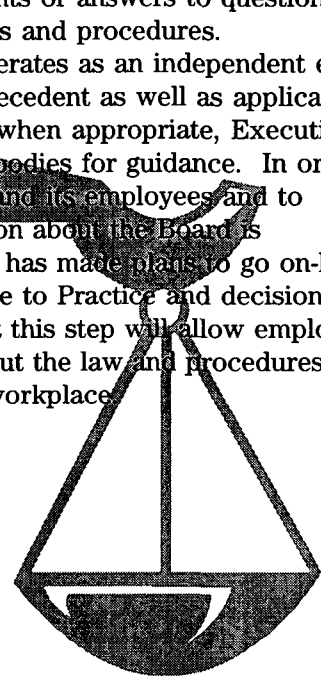 ents or answers to question
s and procedures.
erates as an independent e
ecedent as well as applica
when appropriate, Executi
bodies for guidance. In or
and its employees and to
on about the Board is
has made plans to go on-l
e to Practice and decision
t this step will allow emplo
out the law and procedures
workplace.